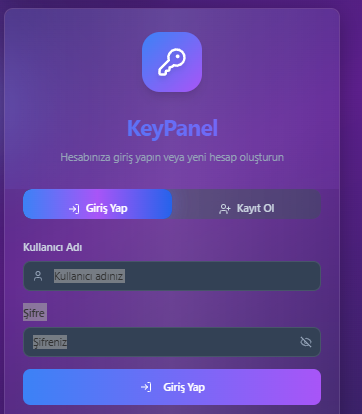 KeyPanel
Hesabınıza giriş yapın veya yeni hesap oluşturun
Giriş Yap
Kayıt Ol
Kullanıcı Adı
Kullanıcı adınız
Şifre
Şifreniz
Giriş Yap